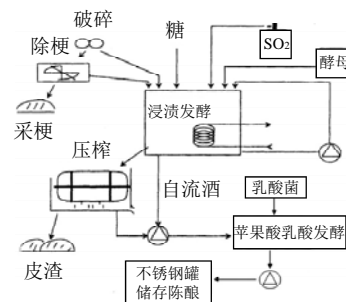 破碎
糖
SO₂
除梗
酵母
浸渍发酵
采梗
压榨
自流酒
乳酸菌
苹果酸乳酸发酵
皮渣
不锈钢罐
储存陈酿